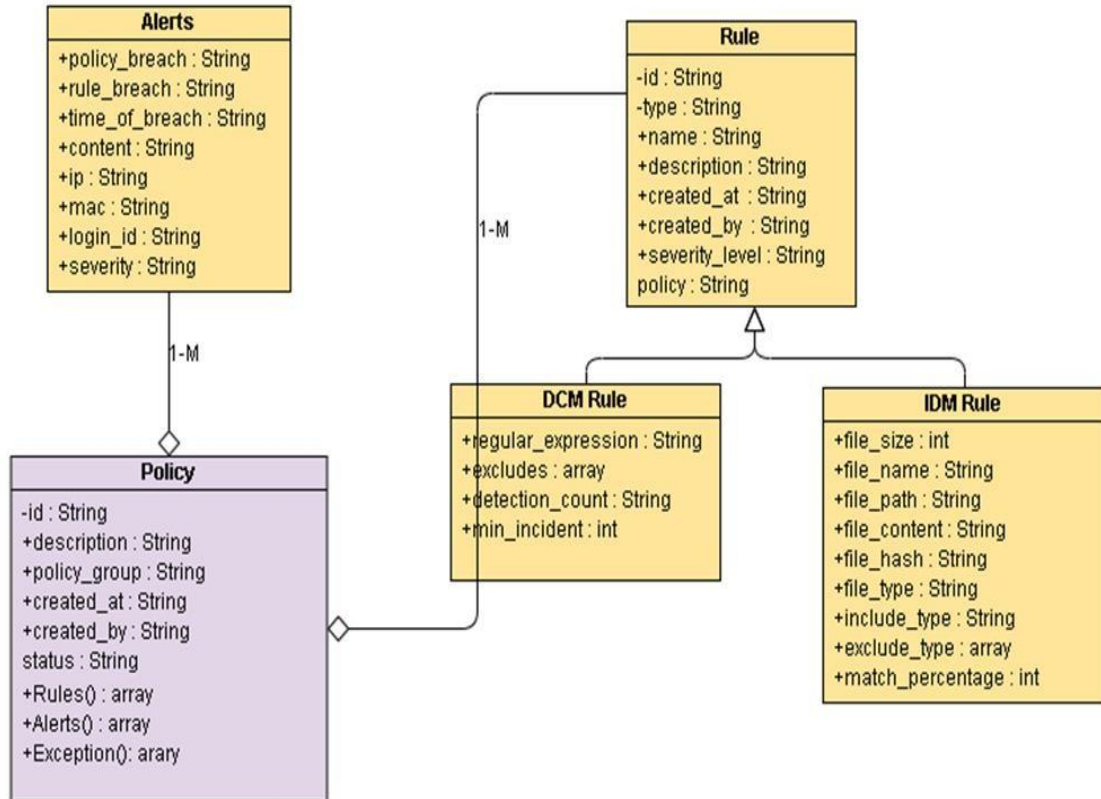 Alerts
+policy_breach : String
+rule_breach : String
+time_of_breach : String
+content : String
+ip : String
+mac : String
+login_id : String
+severity : String
1-M
Policy
-id : String
+description : String
+policy_group : String
+created_at : String
+created_by : String
status : String
+Rules() : array
+Alerts() : array
+Exception(): arary
1-M
Rule
-id : String
-type : String
+name : String
+description : String
+created_at : String
+created_by : String
+severity_level : String
policy : String
DCM Rule
+regular_expression : String
+excludes : array
+detection_count : String
+min_incident : int
IDM Rule
+file_size : int
+file_name : String
+file_path : String
+file_content : String
+file_hash : String
+file_type : String
+include_type : String
+exclude_type : array
+match_percentage : int